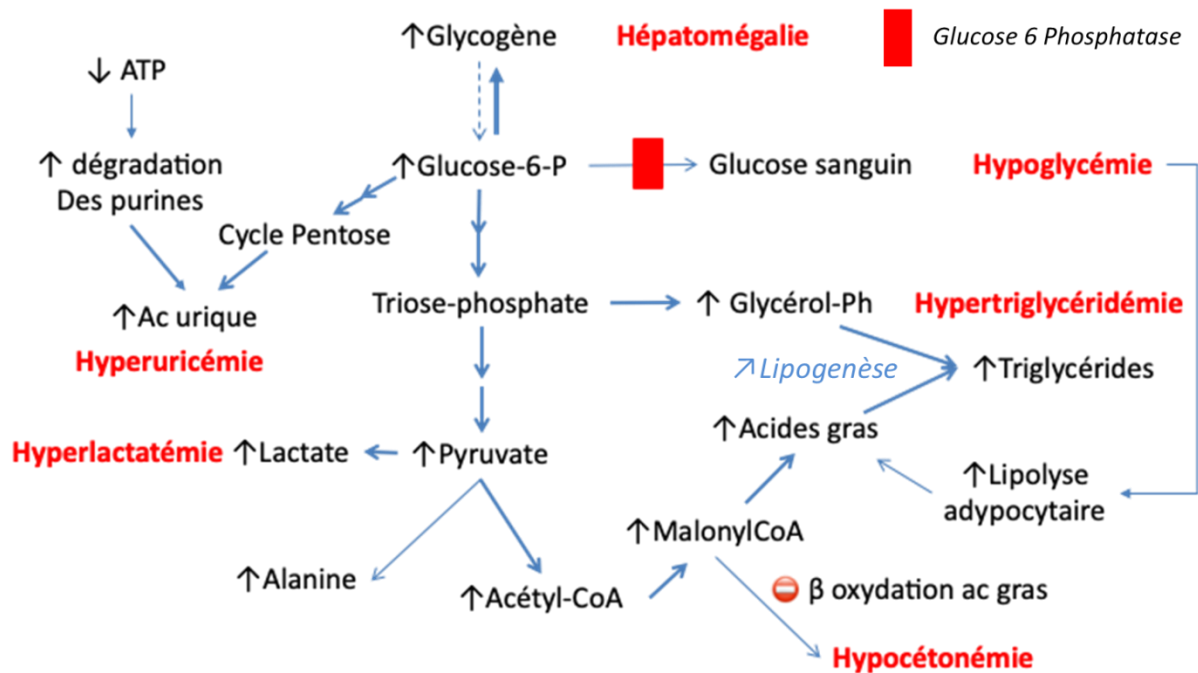 ↑Glycogène
Hépatomégalie
Glucose 6 Phosphatase
↓ ATP
↑ dégradation
Des purines
↑Glucose-6-P
Glucose sanguin
Hypoglycémie
Cycle Pentose
↑Ac urique
Hyperuricémie
Triose-phosphate
↑ Glycérol-Ph
Hypertriglycéridémie
↗Lipogenèse
↑Triglycérides
↑Acides gras
Hyperlactatémie
↑Lactate
↑Pyruvate
↑Lipolyse
adypocytaire
↑MalonylCoA
↑Alanine
↑Acétyl-CoA
β oxydation ac gras
Hypocétonémie